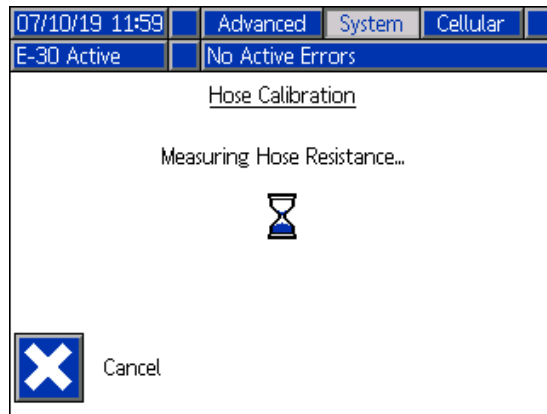 07/10/19 11:59 Advanced System Cellular
E-30 Active No Active Errors
Hose Calibration
Measuring Hose Resistance...
Cancel